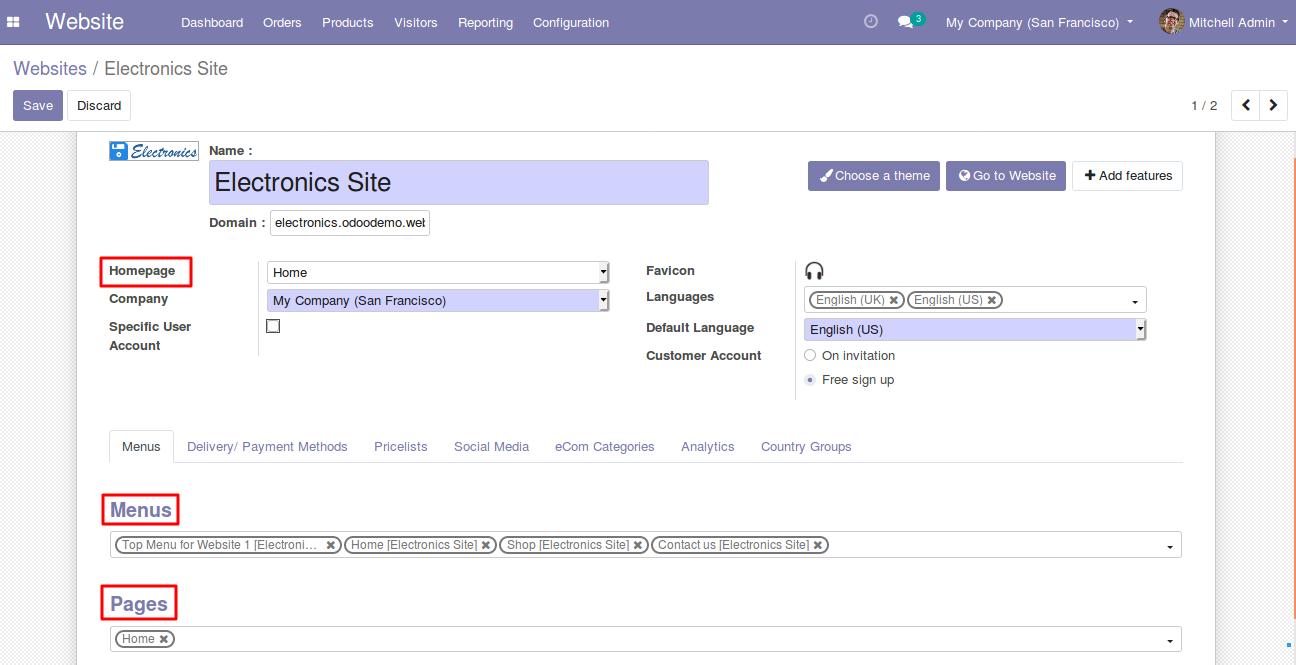 Website Dashboard Orders Products Visitors Reporting Configuration 3 My Company (San Francisco) Mitchell Admin
Websites / Electronics Site
Save Discard 1 / 2
Electronics Name :
Electronics Site
Choose a theme Go to Website Add features
Domain : electronics.odoodemo.web
Homepage Home
Company My Company (San Francisco)
Specific User
Account
Favicon
Languages English (UK) English (US)
Default Language English (US)
Customer Account On invitation
Free sign up
Menus Delivery/ Payment Methods Pricelists Social Media eCom Categories Analytics Country Groups
Menus
Top Menu for Website 1 [Electroni... Home [Electronics Site] Shop [Electronics Site] Contact us [Electronics Site]
Pages
Home